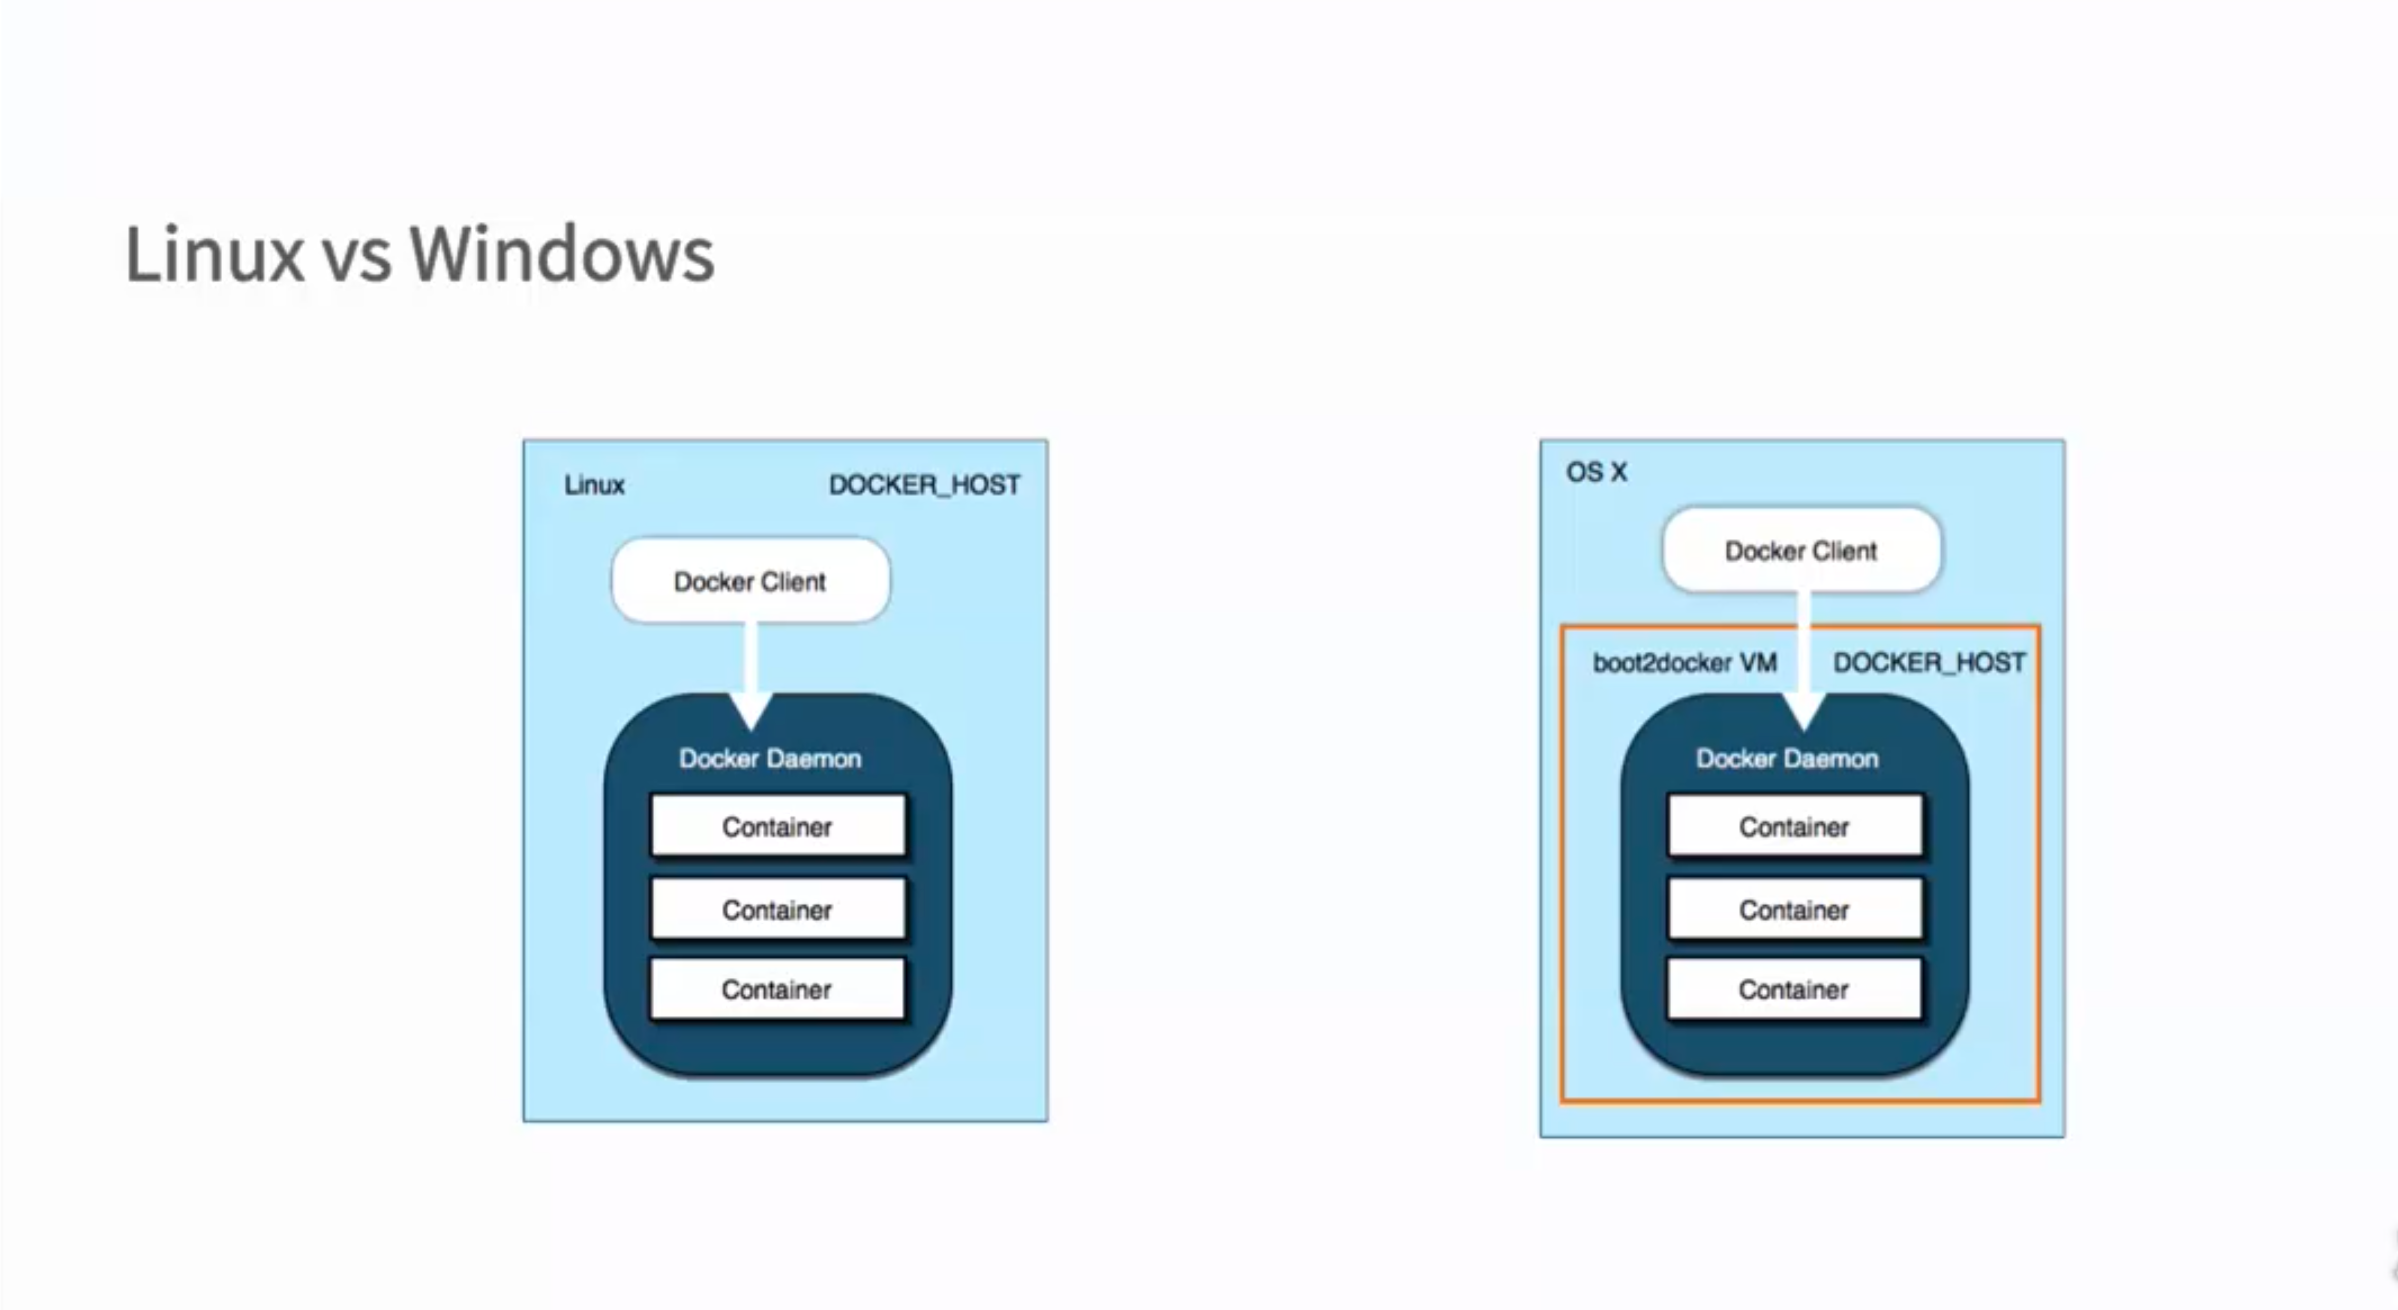 Linux vs Windows
Linux DOCKER_HOST
Docker Client
Docker Daemon
Container
Container
Container
OS X
Docker Client
boot2docker VM DOCKER_HOST
Docker Daemon
Container
Container
Container